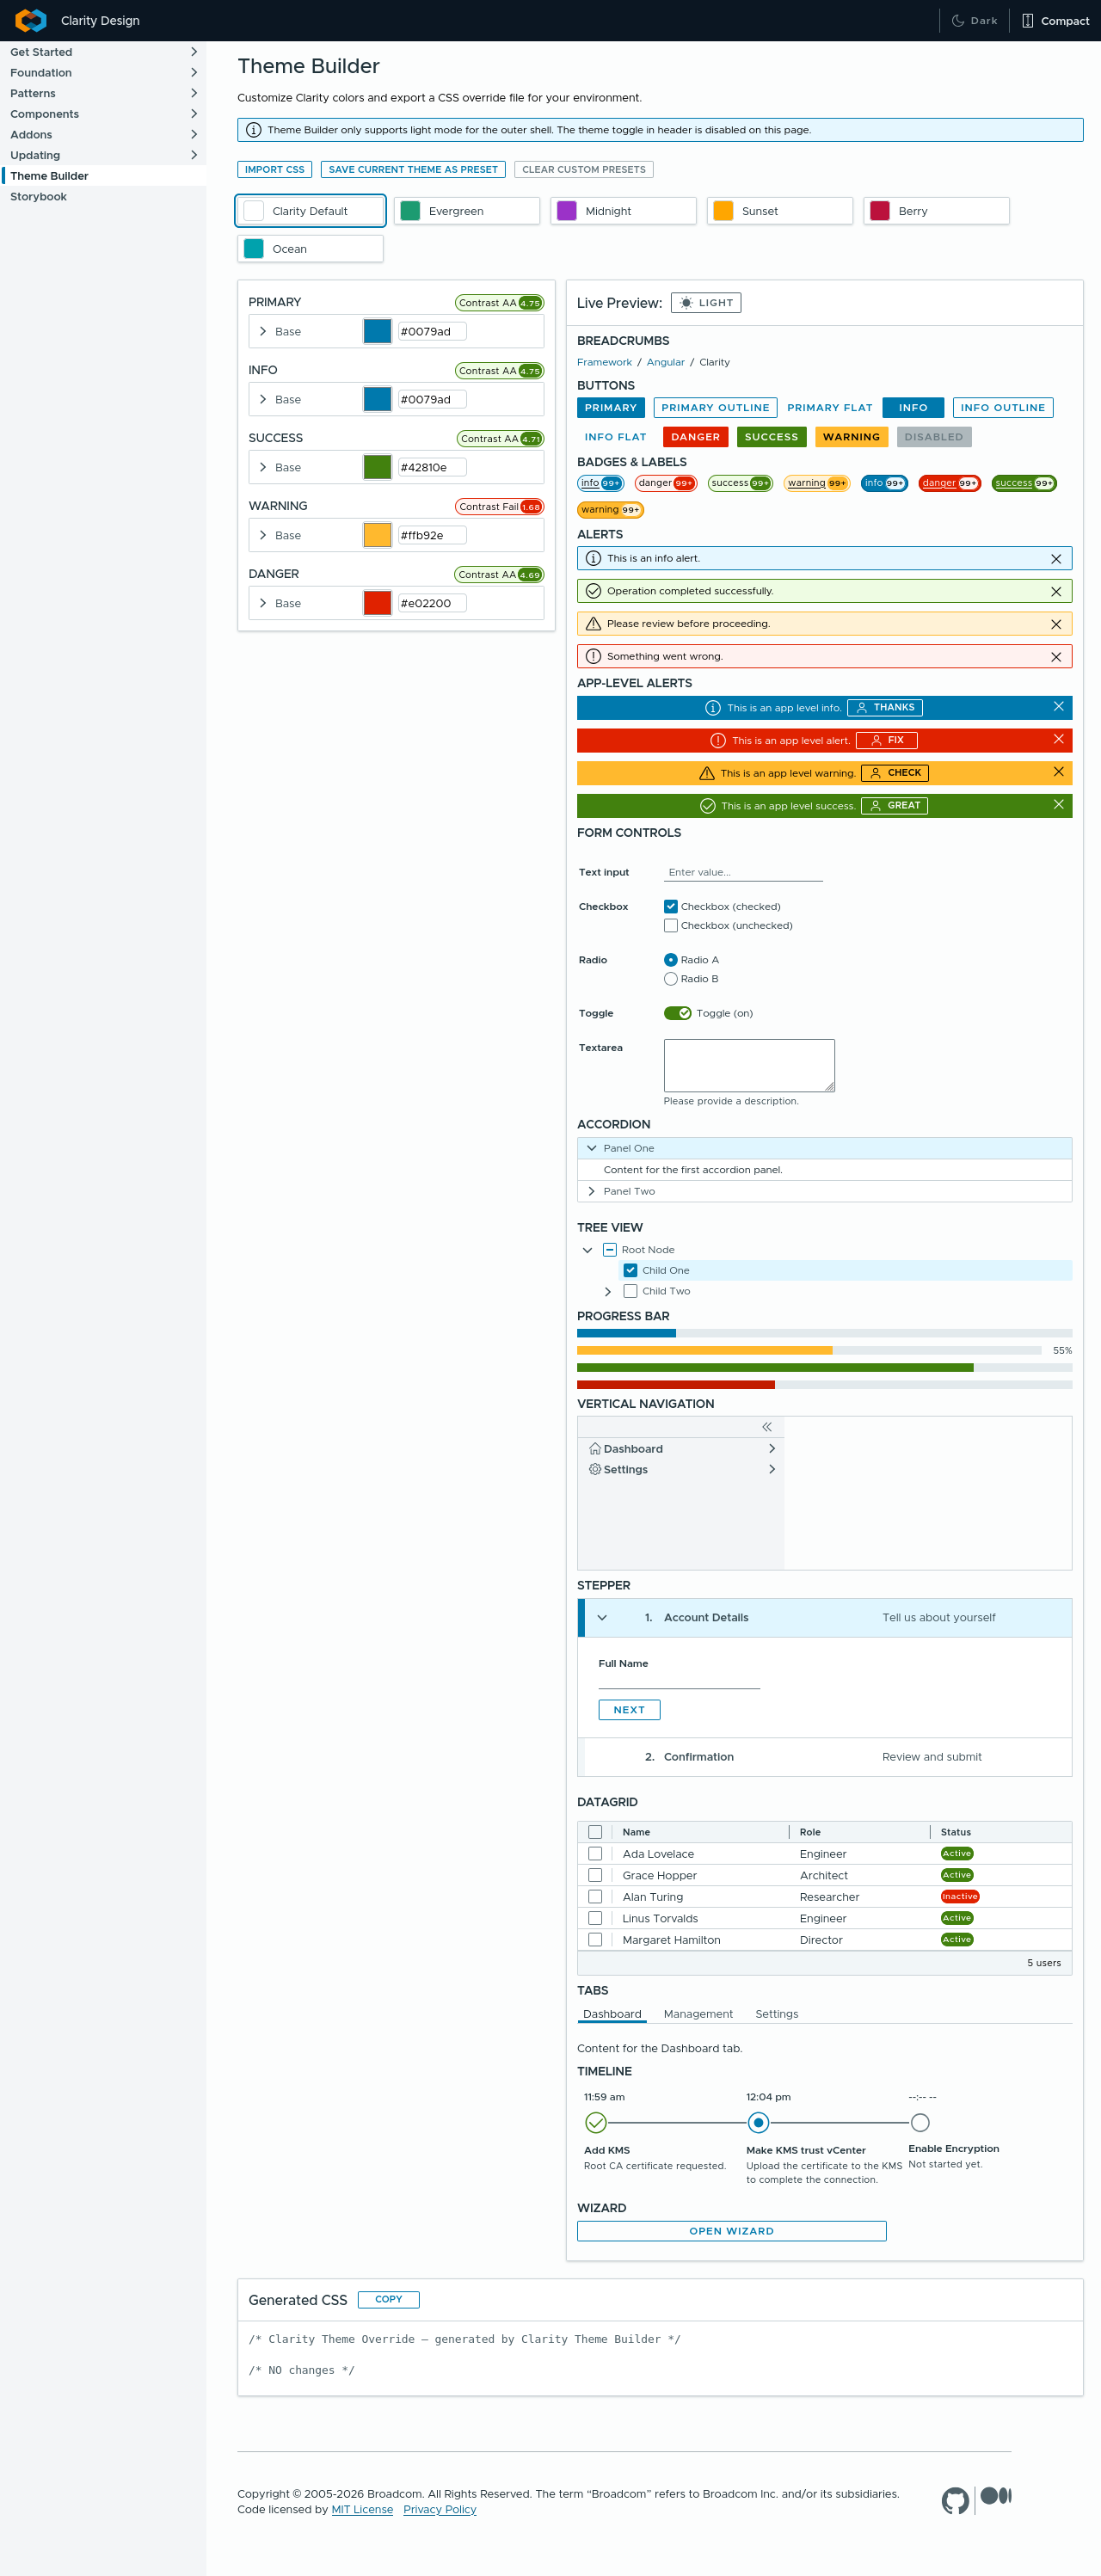 Clarity Design
Dark
Compact
Get Started
Foundation
Patterns
Components
Addons
Updating
Theme Builder
Storybook
Theme Builder
Customize Clarity colors and export a CSS override file for your environment.
Theme Builder only supports light mode for the outer shell. The theme toggle in header is disabled on this page.
IMPORT CSS SAVE CURRENT THEME AS PRESET CLEAR CUSTOM PRESETS
Clarity Default Evergreen Midnight Sunset Berry
Ocean
PRIMARY Contrast AA 4.75
Base #0079ad
INFO Contrast AA 4.75
Base #0079ad
SUCCESS Contrast AA 4.71
Base #42810e
WARNING Contrast Fail 1.68
Base #ffb92e
DANGER Contrast AA 4.69
Base #e02200
Live Preview: LIGHT
BREADCRUMBS
Framework / Angular / Clarity
BUTTONS
PRIMARY PRIMARY OUTLINE PRIMARY FLAT INFO INFO OUTLINE
INFO FLAT DANGER SUCCESS WARNING DISABLED
BADGES & LABELS
info 99+ danger 99+ success 99+ warning 99+ info 99+ danger 99+ success 99+
warning 99+
ALERTS
This is an info alert.
Operation completed successfully.
Please review before proceeding.
Something went wrong.
APP-LEVEL ALERTS
This is an app level info. THANKS
This is an app level alert. FIX
This is an app level warning. CHECK
This is an app level success. GREAT
FORM CONTROLS
Text input Enter value...
Checkbox Checkbox (checked)
Checkbox (unchecked)
Radio Radio A
Radio B
Toggle Toggle (on)
Textarea
Please provide a description.
ACCORDION
Panel One
Content for the first accordion panel.
Panel Two
TREE VIEW
Root Node
Child One
Child Two
PROGRESS BAR
55%
VERTICAL NAVIGATION
Dashboard
Settings
STEPPER
1. Account Details Tell us about yourself
Full Name
NEXT
2. Confirmation Review and submit
DATAGRID
Name Role Status
Ada Lovelace Engineer Active
Grace Hopper Architect Active
Alan Turing Researcher Inactive
Linus Torvalds Engineer Active
Margaret Hamilton Director Active
5 users
TABS
Dashboard Management Settings
Content for the Dashboard tab.
TIMELINE
11:59 am 12:04 pm --:-- --
Add KMS Make KMS trust vCenter Enable Encryption
Root CA certificate requested. Upload the certificate to the KMS Not started yet.
to complete the connection.
WIZARD
OPEN WIZARD
Generated CSS COPY
/* Clarity Theme Override — generated by Clarity Theme Builder */
/* NO changes */
Copyright © 2005-2026 Broadcom. All Rights Reserved. The term “Broadcom” refers to Broadcom Inc. and/or its subsidiaries.
Code licensed by MIT License Privacy Policy